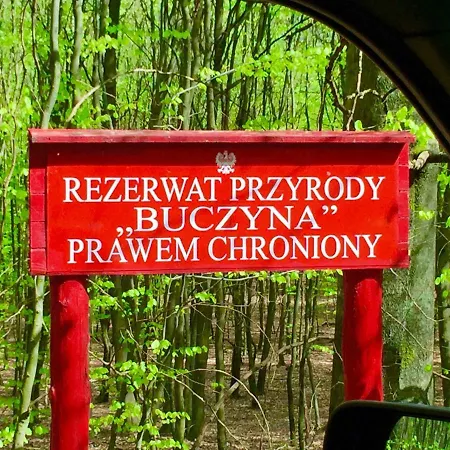 REZERWAT PRZYRODY
„BUCZYNA”
PRAWEM CHRONIONY